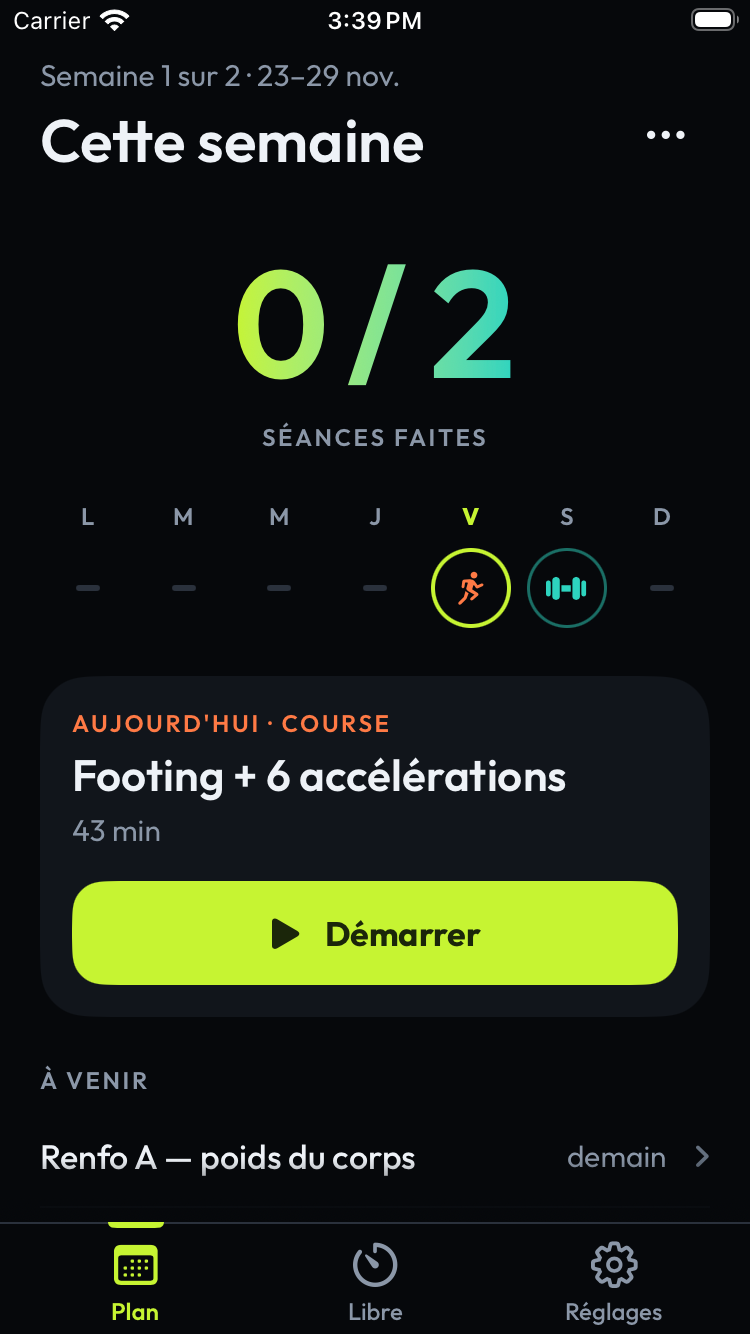 Carrier 3:39 PM
Semaine 1 sur 2 · 23–29 nov.
Cette semaine
0/2
SÉANCES FAITES
L M M J V S D
AUJOURD'HUI · COURSE
Footing + 6 accélérations
43 min
Démarrer
À VENIR
Renfo A — poids du corps demain
Plan Libre Réglages